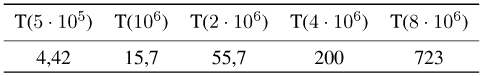 T(5 · 10⁵) T(10⁶) T(2 · 10⁶) T(4 · 10⁶) T(8 · 10⁶)
4,42 15,7 55,7 200 723